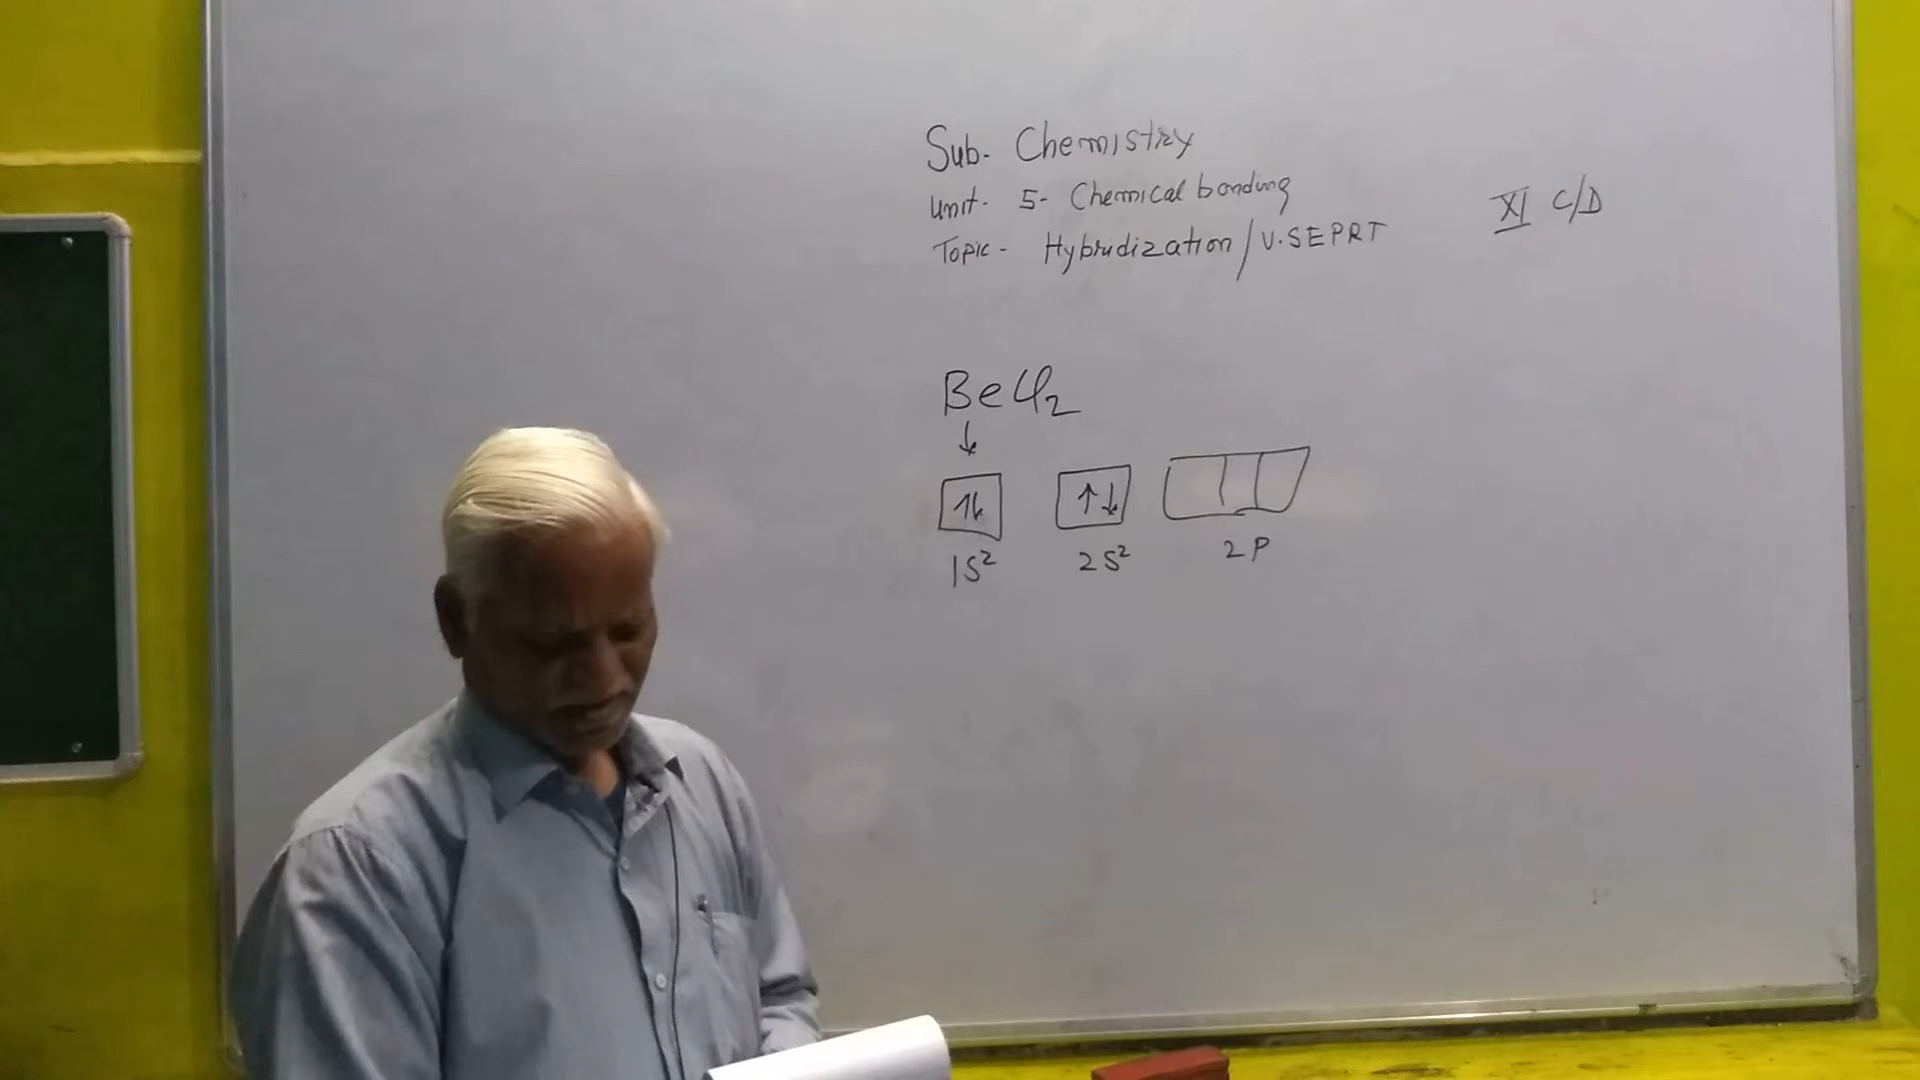 Sub- Chemistry
Unit- 5- Chemical bonding
XI C/D
Topic- Hybridization/V.SEPRT
BeCl2
↓
↑↓ ↑↓
1S² 2S² 2P